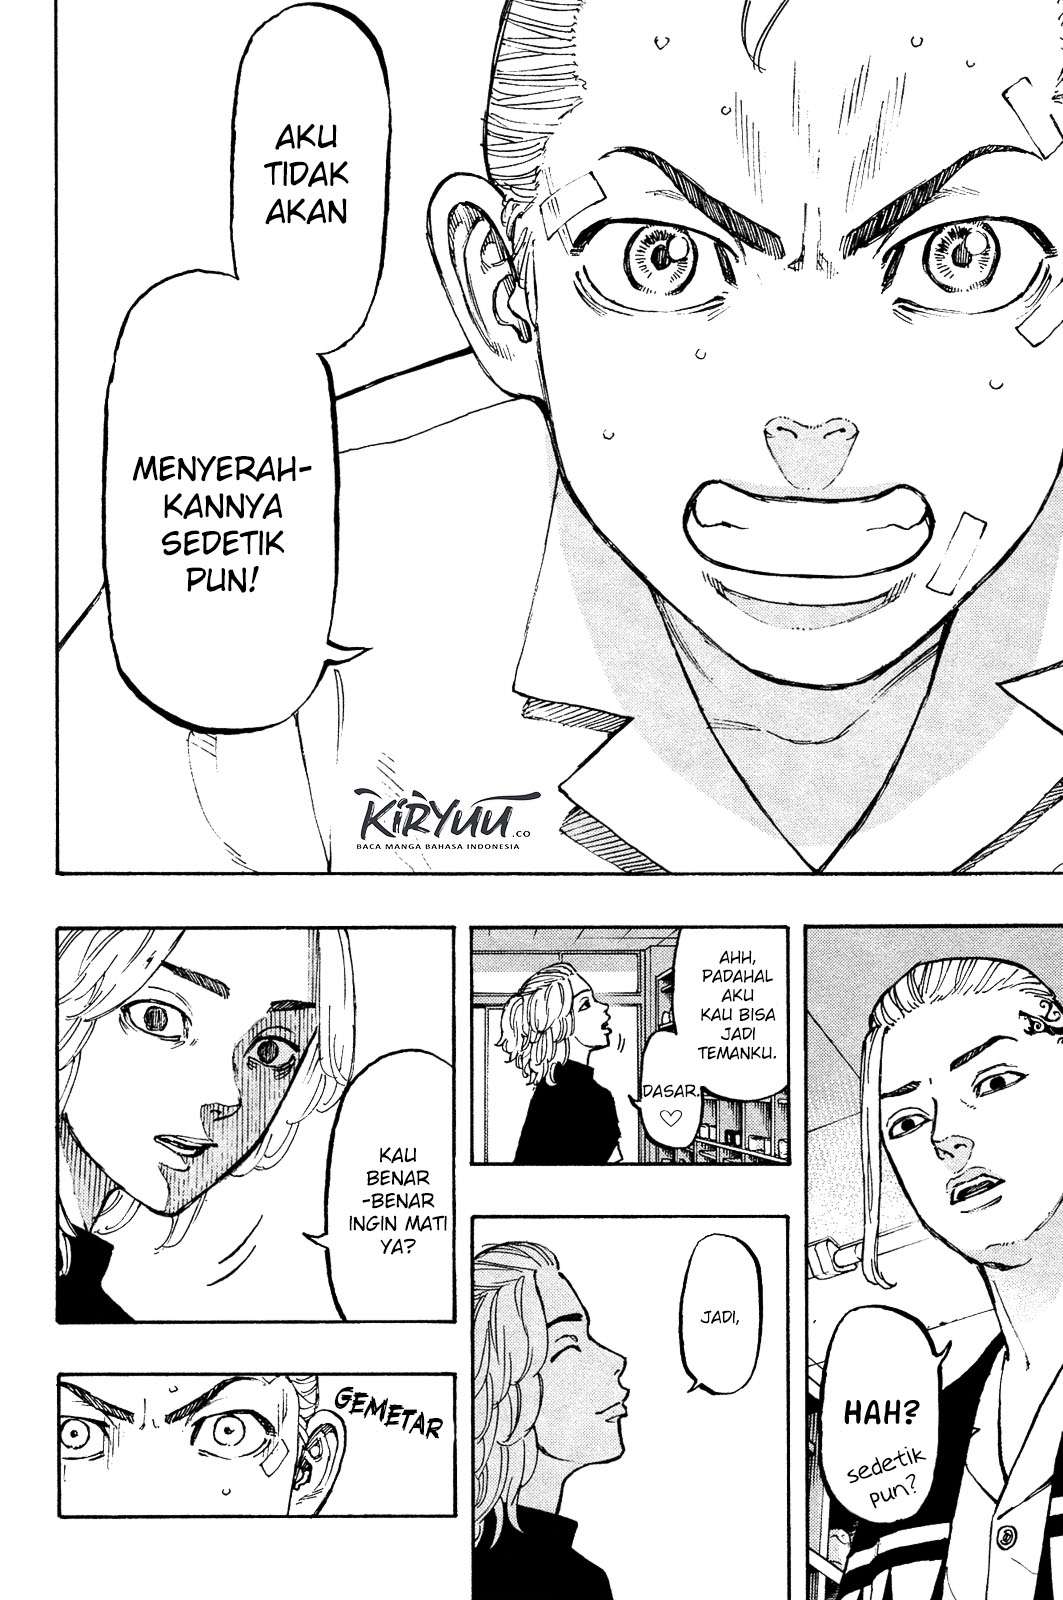 AKU
TIDAK
AKAN
MENYERAH-
KANNYA
SEDETIK
PUN!
KIRYUU.CO
BACA MANGA BAHASA INDONESIA
HAH?
sedetik
pun?
AHH,
PADAHAL
AKU
KAU BISA
JADI
TEMANKU.
DASAR.
♡
JADI,
KAU
BENAR
-BENAR
INGIN MATI
YA?
GEMETAR